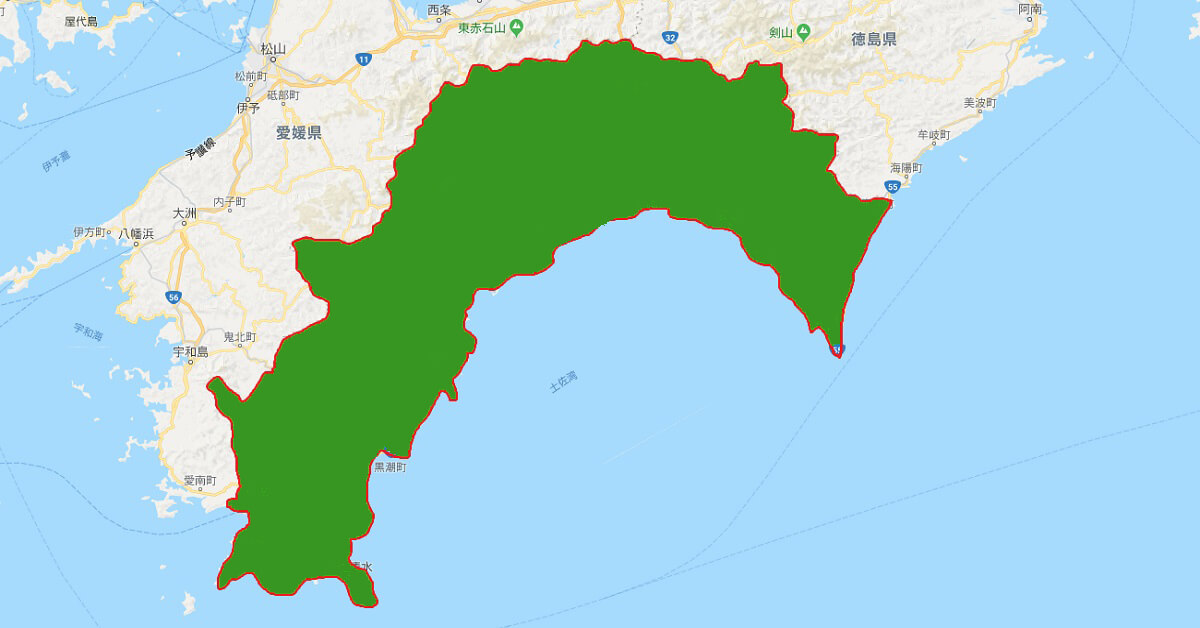 西条
阿南
屋代島
東赤石山
32
剣山
徳島県
松山
11
松前町
砥部町
美波町
伊予
愛媛県
牟岐町
予讃線
伊予灘
海陽町
55
内子町
大洲
伊方町
八幡浜
56
宇和海
鬼北町
宇和島
土佐湾
黒潮町
愛南町
水